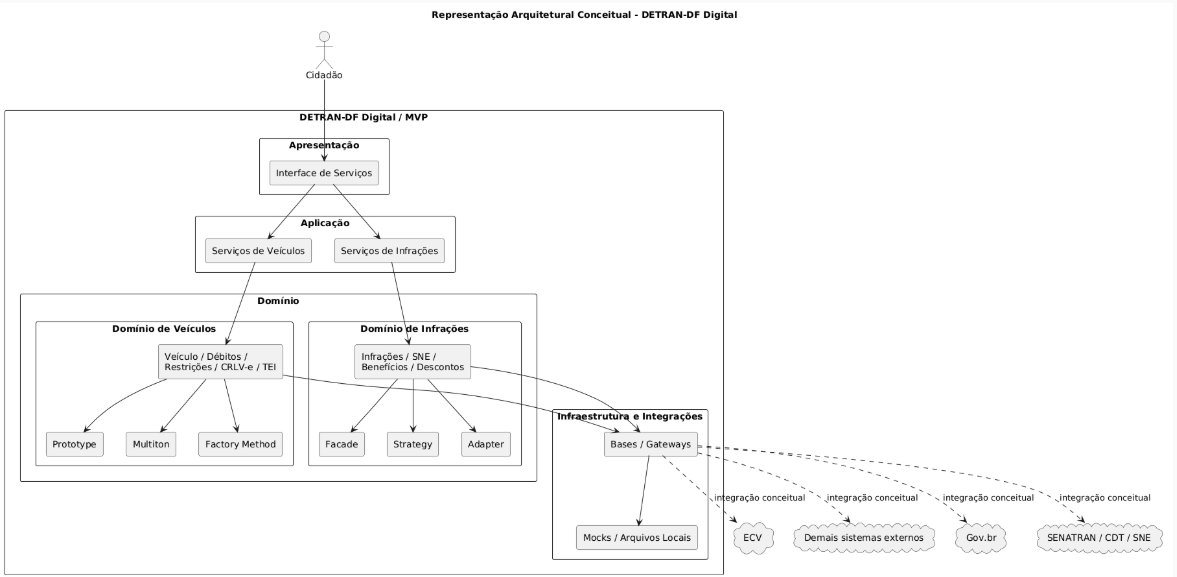 Representação Arquitetural Conceitual - DETRAN-DF Digital
Cidadão
DETRAN-DF Digital / MVP
Apresentação
Interface de Serviços
Aplicação
Serviços de Veículos
Serviços de Infrações
Domínio
Domínio de Veículos
Domínio de Infrações
Veículo / Débitos /
Restrições / CRLV-e / TEI
Infrações / SNE /
Benefícios / Descontos
Infraestrutura e Integrações
Prototype
Multiton
Factory Method
Facade
Strategy
Adapter
Bases / Gateways
integração conceitual
integração conceitual
integração conceitual
integração conceitual
Mocks / Arquivos Locais
ECV
Demais sistemas externos
Gov.br
SENATRAN / CDT / SNE